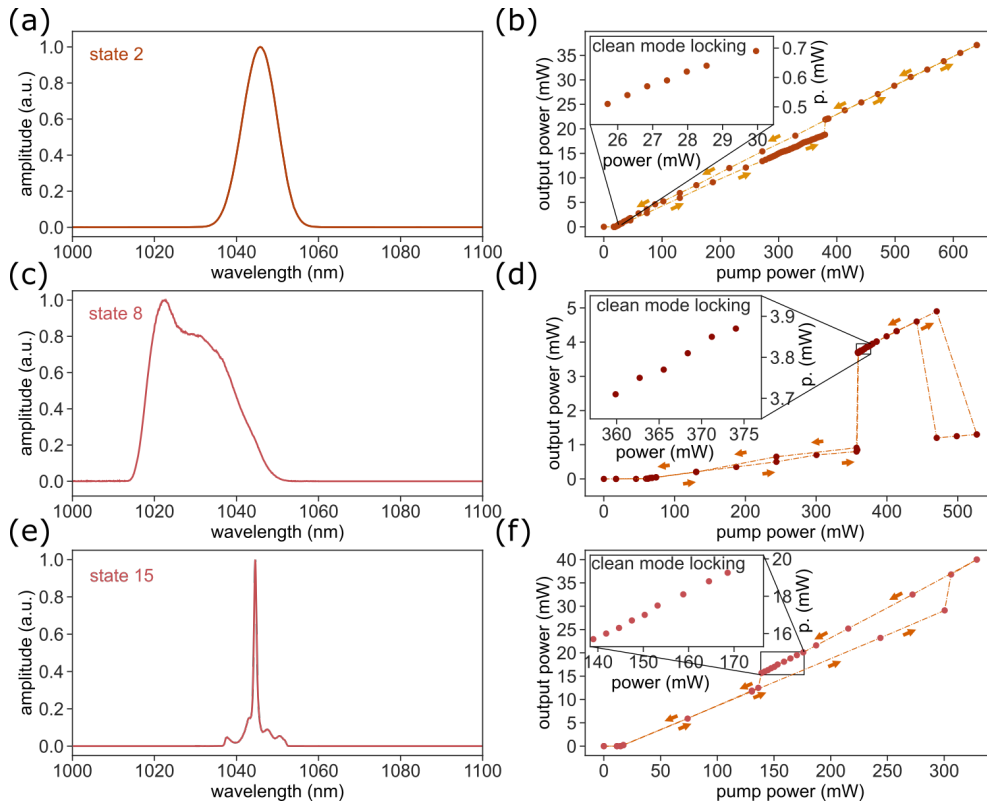 (a)
state 2
amplitude (a.u.)
1.0
0.8
0.6
0.4
0.2
0.0
1000 1020 1040 1060 1080 1100
wavelength (nm)
(b)
clean mode locking
0.7
0.6
0.5
p. (mW)
26 27 28 29 30
power (mW)
output power (mW)
35
30
25
20
15
10
5
0
0 100 200 300 400 500 600
pump power (mW)
(c)
state 8
amplitude (a.u.)
1.0
0.8
0.6
0.4
0.2
0.0
1000 1020 1040 1060 1080 1100
wavelength (nm)
(d)
clean mode locking
3.9
3.8
3.7
p. (mW)
360 365 370 375
power (mW)
output power (mW)
5
4
3
2
1
0
0 100 200 300 400 500
pump power (mW)
(e)
state 15
amplitude (a.u.)
1.0
0.8
0.6
0.4
0.2
0.0
1000 1020 1040 1060 1080 1100
wavelength (nm)
(f)
clean mode locking
20
18
16
p. (mW)
140 150 160 170
power (mW)
output power (mW)
40
35
30
25
20
15
10
5
0
0 50 100 150 200 250 300
pump power (mW)